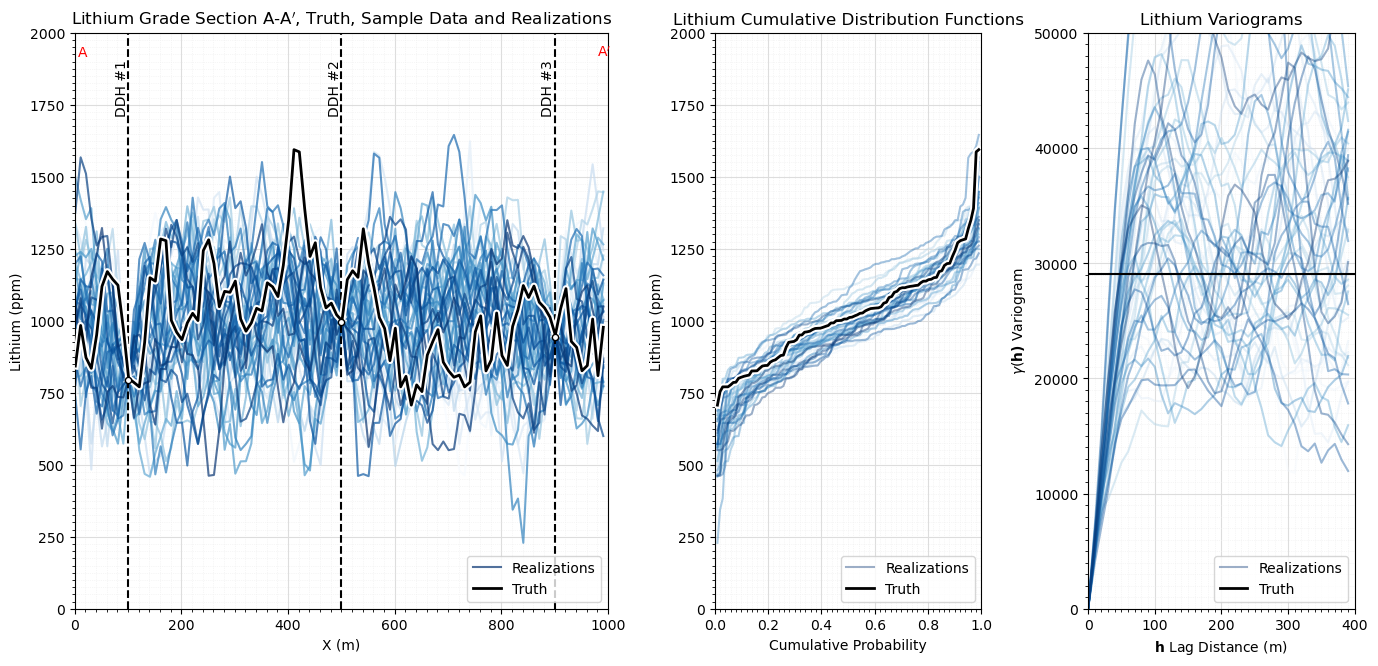 Lithium Grade Section A-A′, Truth, Sample Data and Realizations
Lithium (ppm)
2000
1750
1500
1250
1000
750
500
250
0
A
DDH #1
DDH #2
DDH #3
A
Realizations
Truth
0
200
400
600
800
1000
X (m)
Lithium Cumulative Distribution Functions
Lithium (ppm)
2000
1750
1500
1250
1000
750
500
250
0
Realizations
Truth
0.0
0.2
0.4
0.6
0.8
1.0
Cumulative Probability
Lithium Variograms
γ(h) Variogram
50000
40000
30000
20000
10000
0
Realizations
Truth
0
100
200
300
400
h Lag Distance (m)